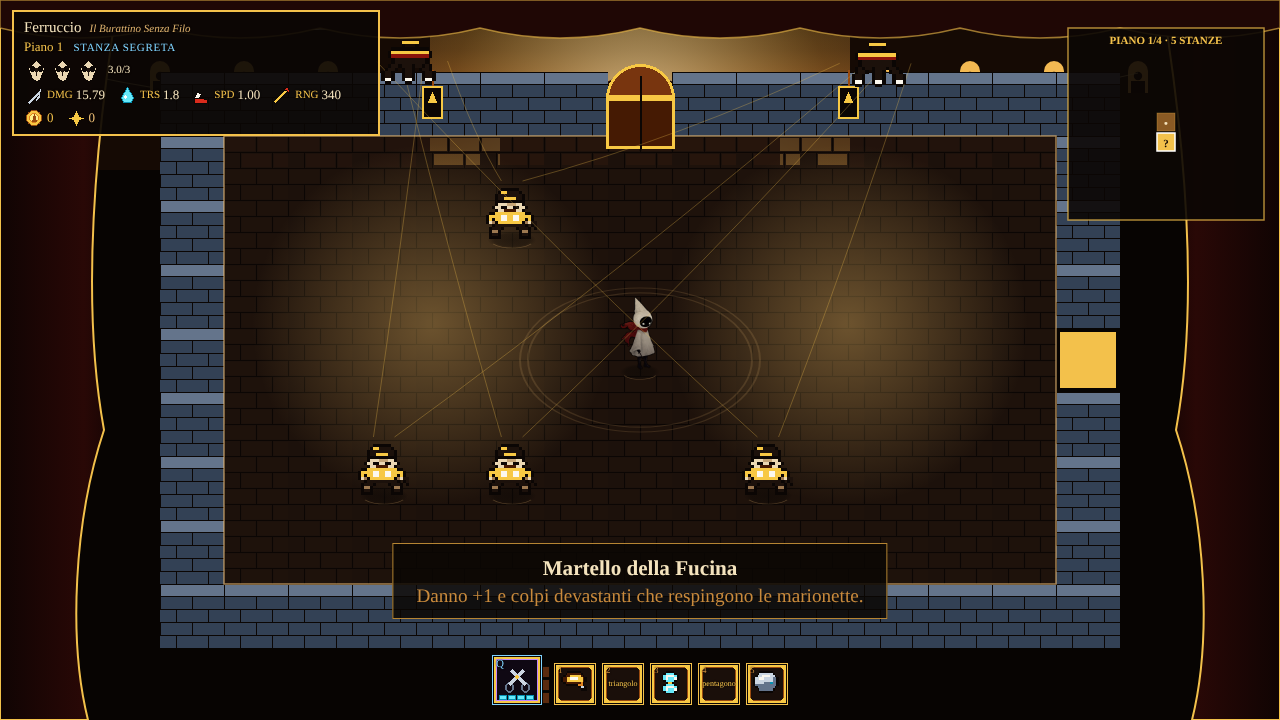 Ferruccio Il Burattino Senza Filo
Piano 1 STANZA SEGRETA
3.0/3
DMG 15.79 TRS 1.8 SPD 1.00 RNG 340
0 0
PIANO 1/4 · 5 STANZE
?
Martello della Fucina
Danno +1 e colpi devastanti che respingono le marionette.
Q
triangolo
pentagono